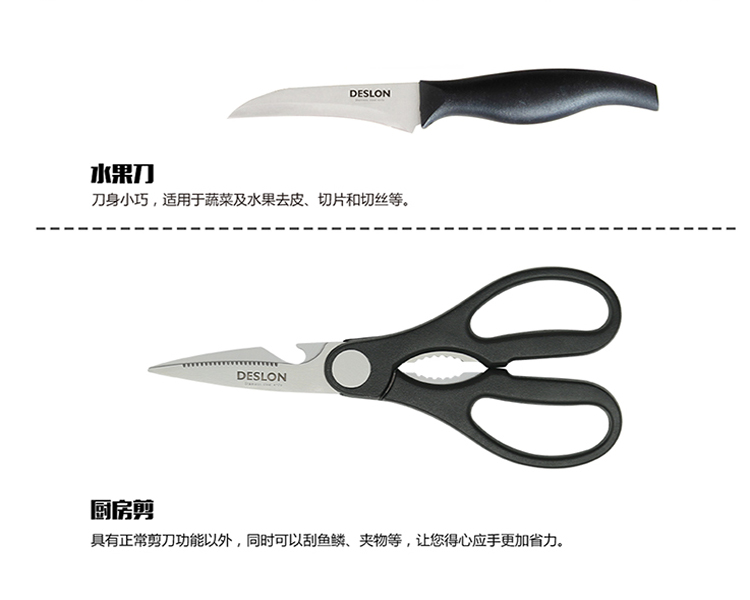 DESLON
水果刀
刀身小巧，适用于蔬菜及水果去皮、切片和切丝等。
DESLON
厨房剪
具有正常剪刀功能以外，同时可以刮鱼鳞、夹物等，让您得心应手更加省力。